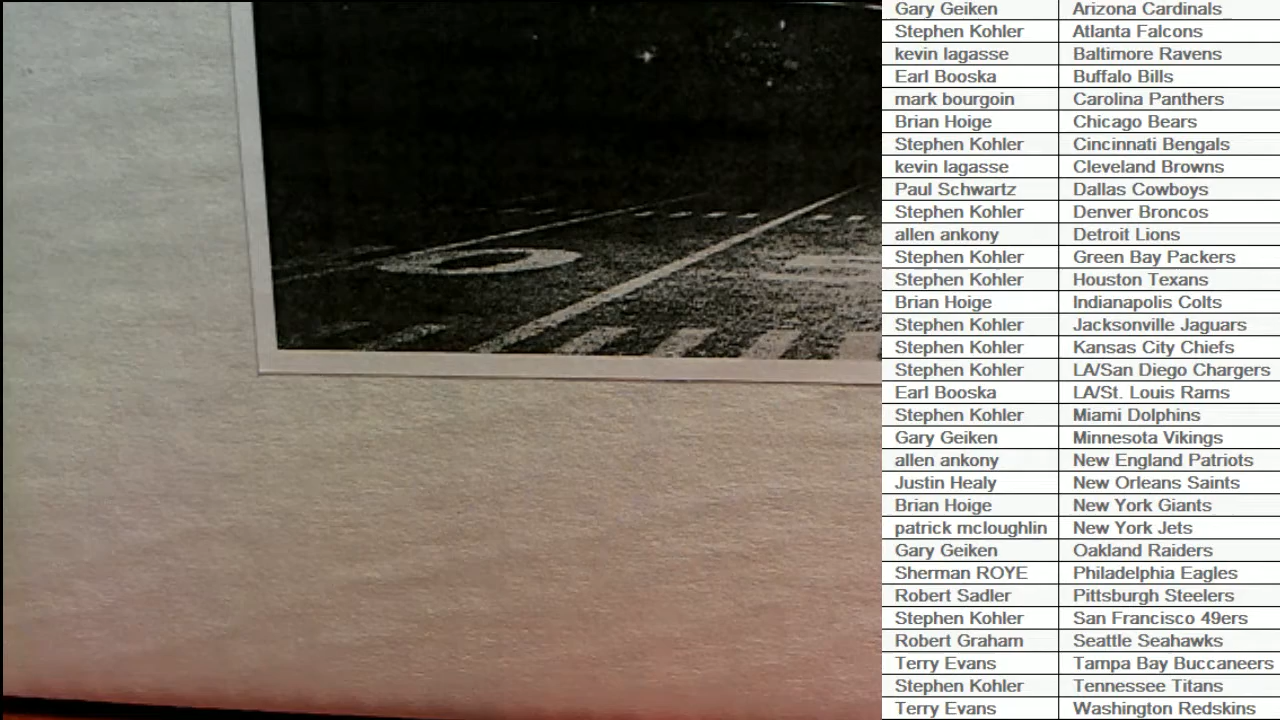 Gary Geiken Arizona Cardinals
Stephen Kohler Atlanta Falcons
kevin lagasse Baltimore Ravens
Earl Booska Buffalo Bills
mark bourgoin Carolina Panthers
Brian Hoige Chicago Bears
Stephen Kohler Cincinnati Bengals
kevin lagasse Cleveland Browns
Paul Schwartz Dallas Cowboys
Stephen Kohler Denver Broncos
allen ankony Detroit Lions
Stephen Kohler Green Bay Packers
Stephen Kohler Houston Texans
Brian Hoige Indianapolis Colts
Stephen Kohler Jacksonville Jaguars
Stephen Kohler Kansas City Chiefs
Stephen Kohler LA/San Diego Chargers
Earl Booska LA/St. Louis Rams
Stephen Kohler Miami Dolphins
Gary Geiken Minnesota Vikings
allen ankony New England Patriots
Justin Healy New Orleans Saints
Brian Hoige New York Giants
patrick mcloughlin New York Jets
Gary Geiken Oakland Raiders
Sherman ROYE Philadelphia Eagles
Robert Sadler Pittsburgh Steelers
Stephen Kohler San Francisco 49ers
Robert Graham Seattle Seahawks
Terry Evans Tampa Bay Buccaneers
Stephen Kohler Tennessee Titans
Terry Evans Washington Redskins